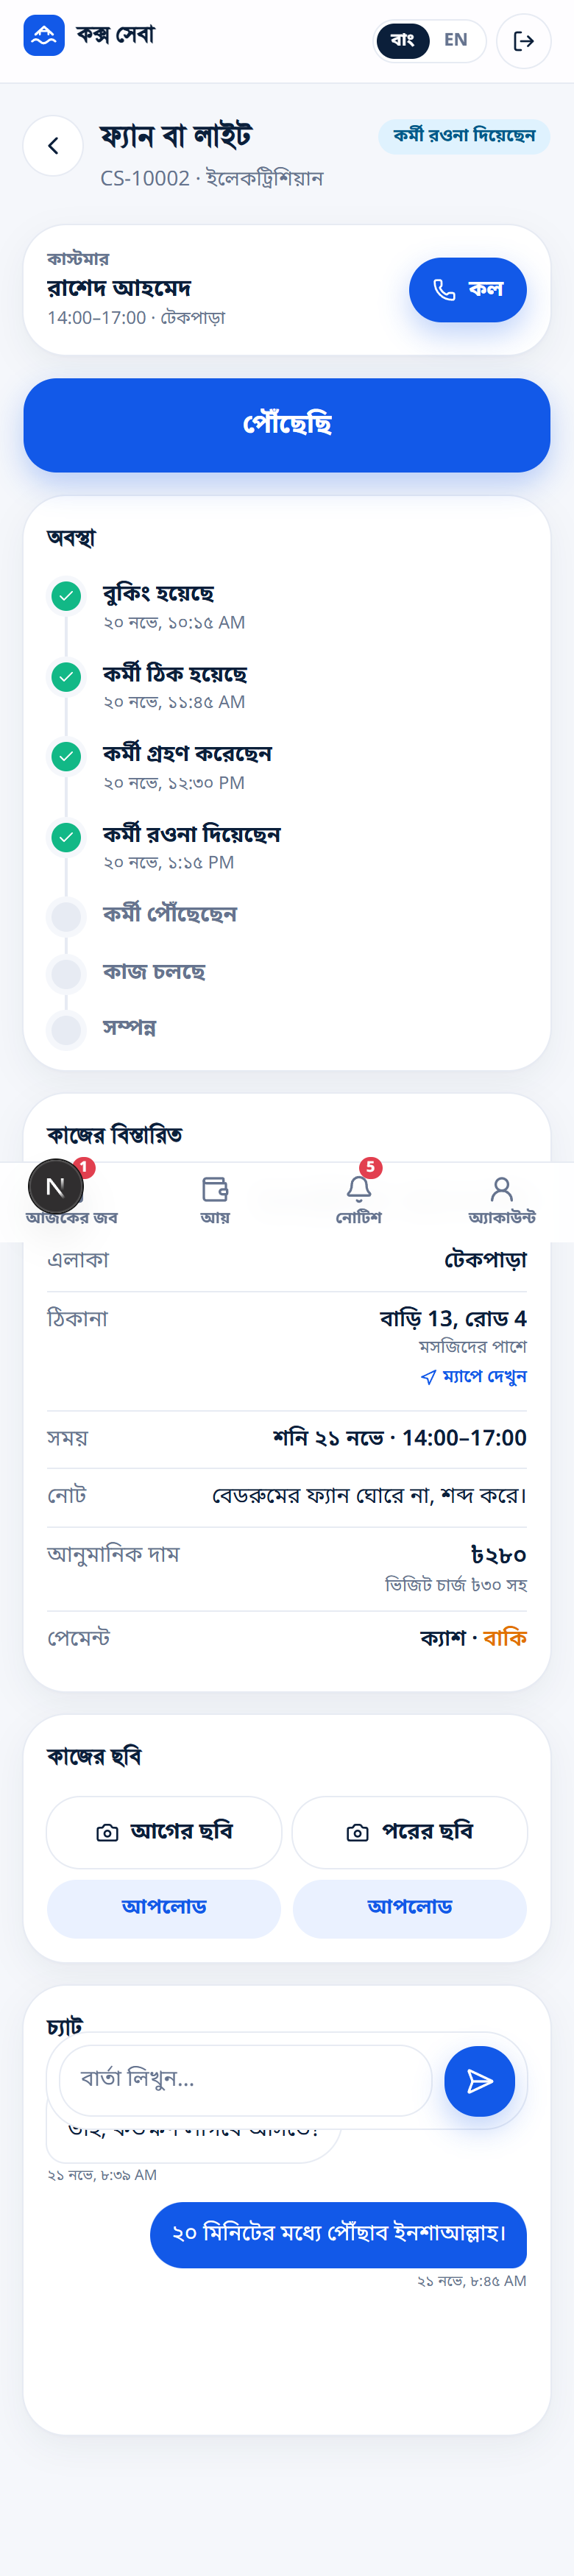 কক্স সেবা
বাং EN
ফ্যান বা লাইট
কর্মী রওনা দিয়েছেন
CS-10002 · ইলেকট্রিশিয়ান
কাস্টমার
রাশেদ আহমেদ
14:00–17:00 · টেকপাড়া
কল
পৌঁছেছি
অবস্থা
বুকিং হয়েছে
২০ নভে, ১০:১৫ AM
কর্মী ঠিক হয়েছে
২০ নভে, ১১:৪৫ AM
কর্মী গ্রহণ করেছেন
২০ নভে, ১২:৩০ PM
কর্মী রওনা দিয়েছেন
২০ নভে, ১:১৫ PM
কর্মী পৌঁছেছেন
কাজ চলছে
সম্পন্ন
কাজের বিস্তারিত
N 1 5
আজকের জব আয় নোটিশ অ্যাকাউন্ট
এলাকা টেকপাড়া
ঠিকানা বাড়ি 13, রোড 4
মসজিদের পাশে
ম্যাপে দেখুন
সময় শনি ২১ নভে · 14:00–17:00
নোট বেডরুমের ফ্যান ঘোরে না, শব্দ করে।
আনুমানিক দাম ৳২৮০
ভিজিট চার্জ ৳৩০ সহ
পেমেন্ট ক্যাশ · বাকি
কাজের ছবি
আগের ছবি পরের ছবি
আপলোড আপলোড
চ্যাট
বার্তা লিখুন...
২১ নভে, ৮:৩৯ AM
২০ মিনিটের মধ্যে পৌঁছাব ইনশাআল্লাহ।
২১ নভে, ৮:৪৫ AM